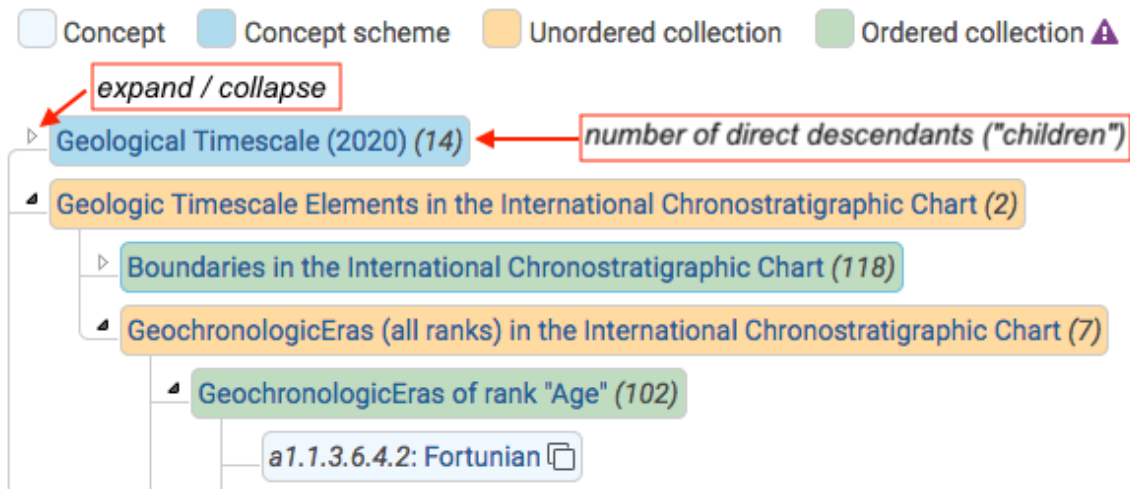 Concept Concept scheme Unordered collection Ordered collection
expand / collapse
Geological Timescale (2020) (14)
number of direct descendants ("children")
Geologic Timescale Elements in the International Chronostratigraphic Chart (2)
Boundaries in the International Chronostratigraphic Chart (118)
GeochronologicEras (all ranks) in the International Chronostratigraphic Chart (7)
GeochronologicEras of rank "Age" (102)
a1.1.3.6.4.2: Fortunian